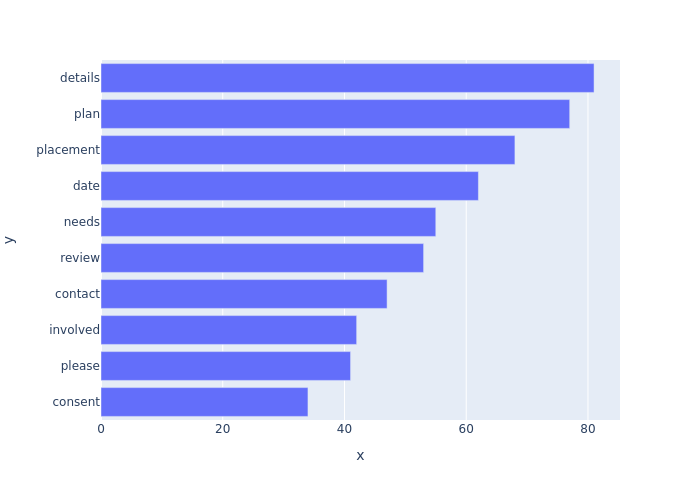 details
plan
placement
date
needs
review
contact
involved
please
consent
0 20 40 60 80
x
y